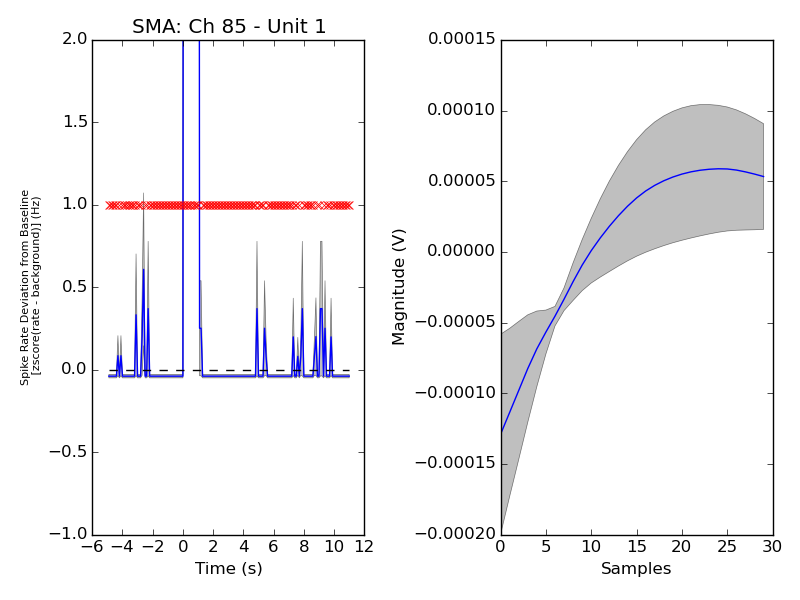 SMA: Ch 85 - Unit 1
2.0
1.5
1.0
0.5
0.0
−0.5
−1.0
−6 −4 −2 0 2 4 6 8 10 12
Time (s)
Spike Rate Deviation from Baseline
[zscore(rate - background)] (Hz)
0.00015
0.00010
0.00005
0.00000
−0.00005
−0.00010
−0.00015
−0.00020
0 5 10 15 20 25 30
Samples
Magnitude (V)